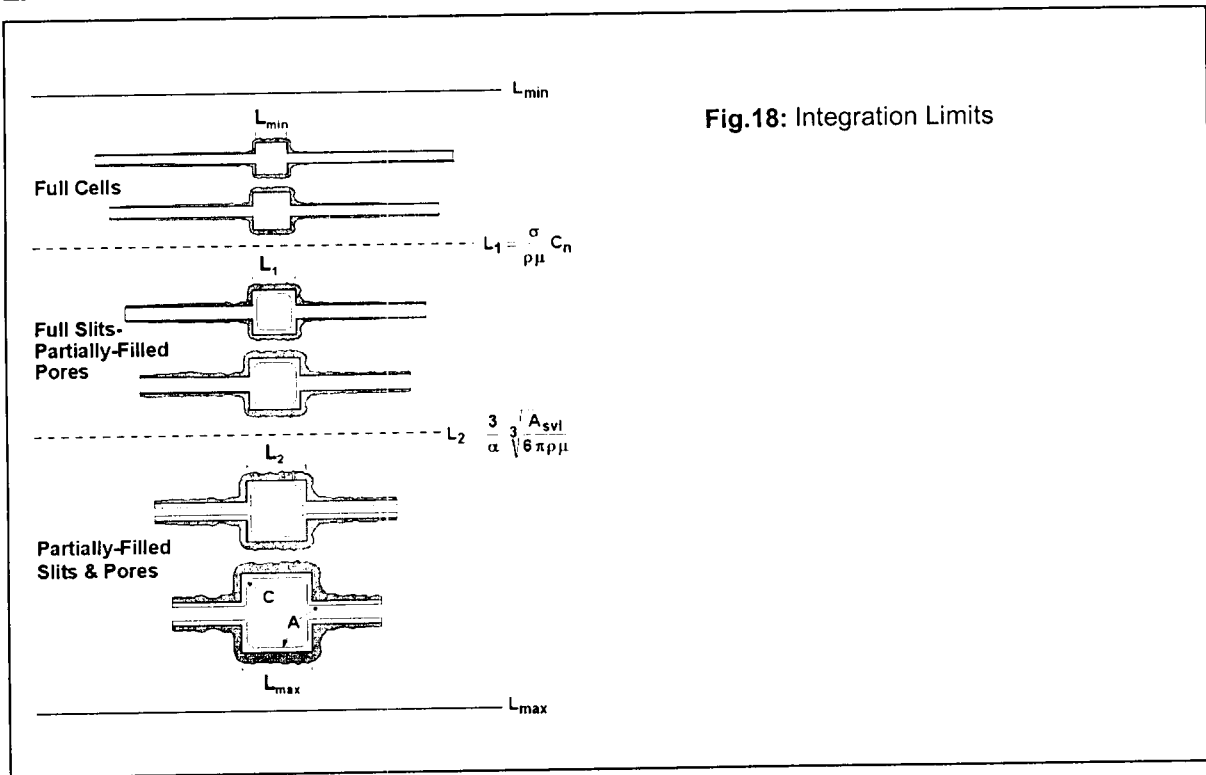 L_min
Fig.18: Integration Limits
L_min
Full Cells
L_1 = σ/ρμ C_n
L_1
Full Slits-
Partially-Filled
Pores
L_2 3/α ∛(A_svl/6πρμ)
L_2
Partially-Filled
Slits & Pores
C
A
L_max
L_max